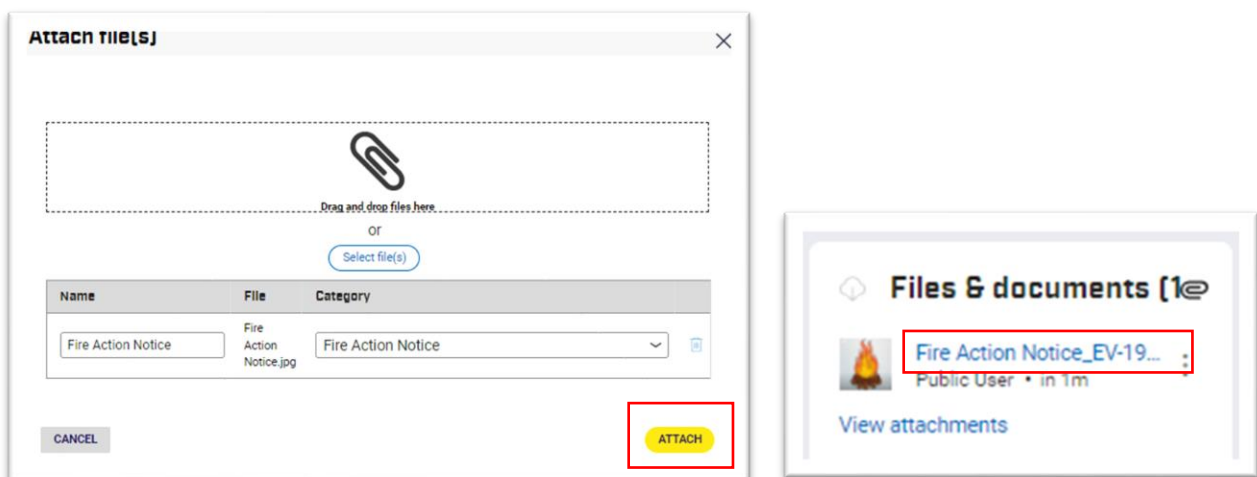 Attach file[s]
Drag and drop files here
or
Select file(s)
Name File Category
Fire Action Notice
Fire
Action
Notice.jpg
Fire Action Notice
CANCEL
ATTACH
Files & documents [1
Fire Action Notice_EV-19...
Public User • in 1m
View attachments